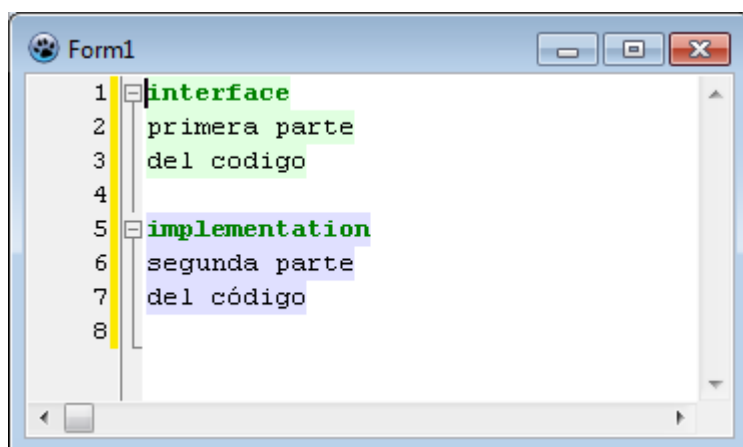 Form1
1 interface
2 primera parte
3 del codigo
4
5 implementation
6 segunda parte
7 del código
8